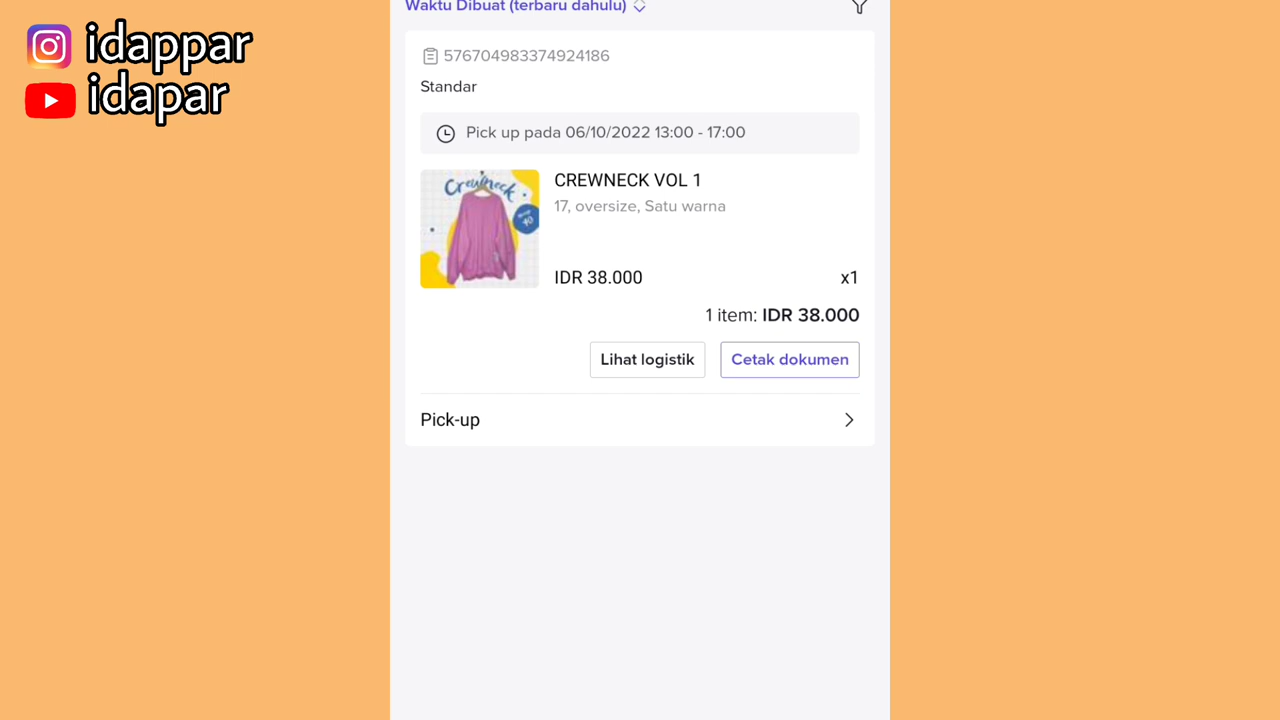 idappar
idapar
Waktu Dibuat (terbaru dahulu)
576704983374924186
Standar
Pick up pada 06/10/2022 13:00 - 17:00
Crewneck
CREWNECK VOL 1
17, oversize, Satu warna
IDR 38.000 x1
1 item: IDR 38.000
Lihat logistik Cetak dokumen
Pick-up